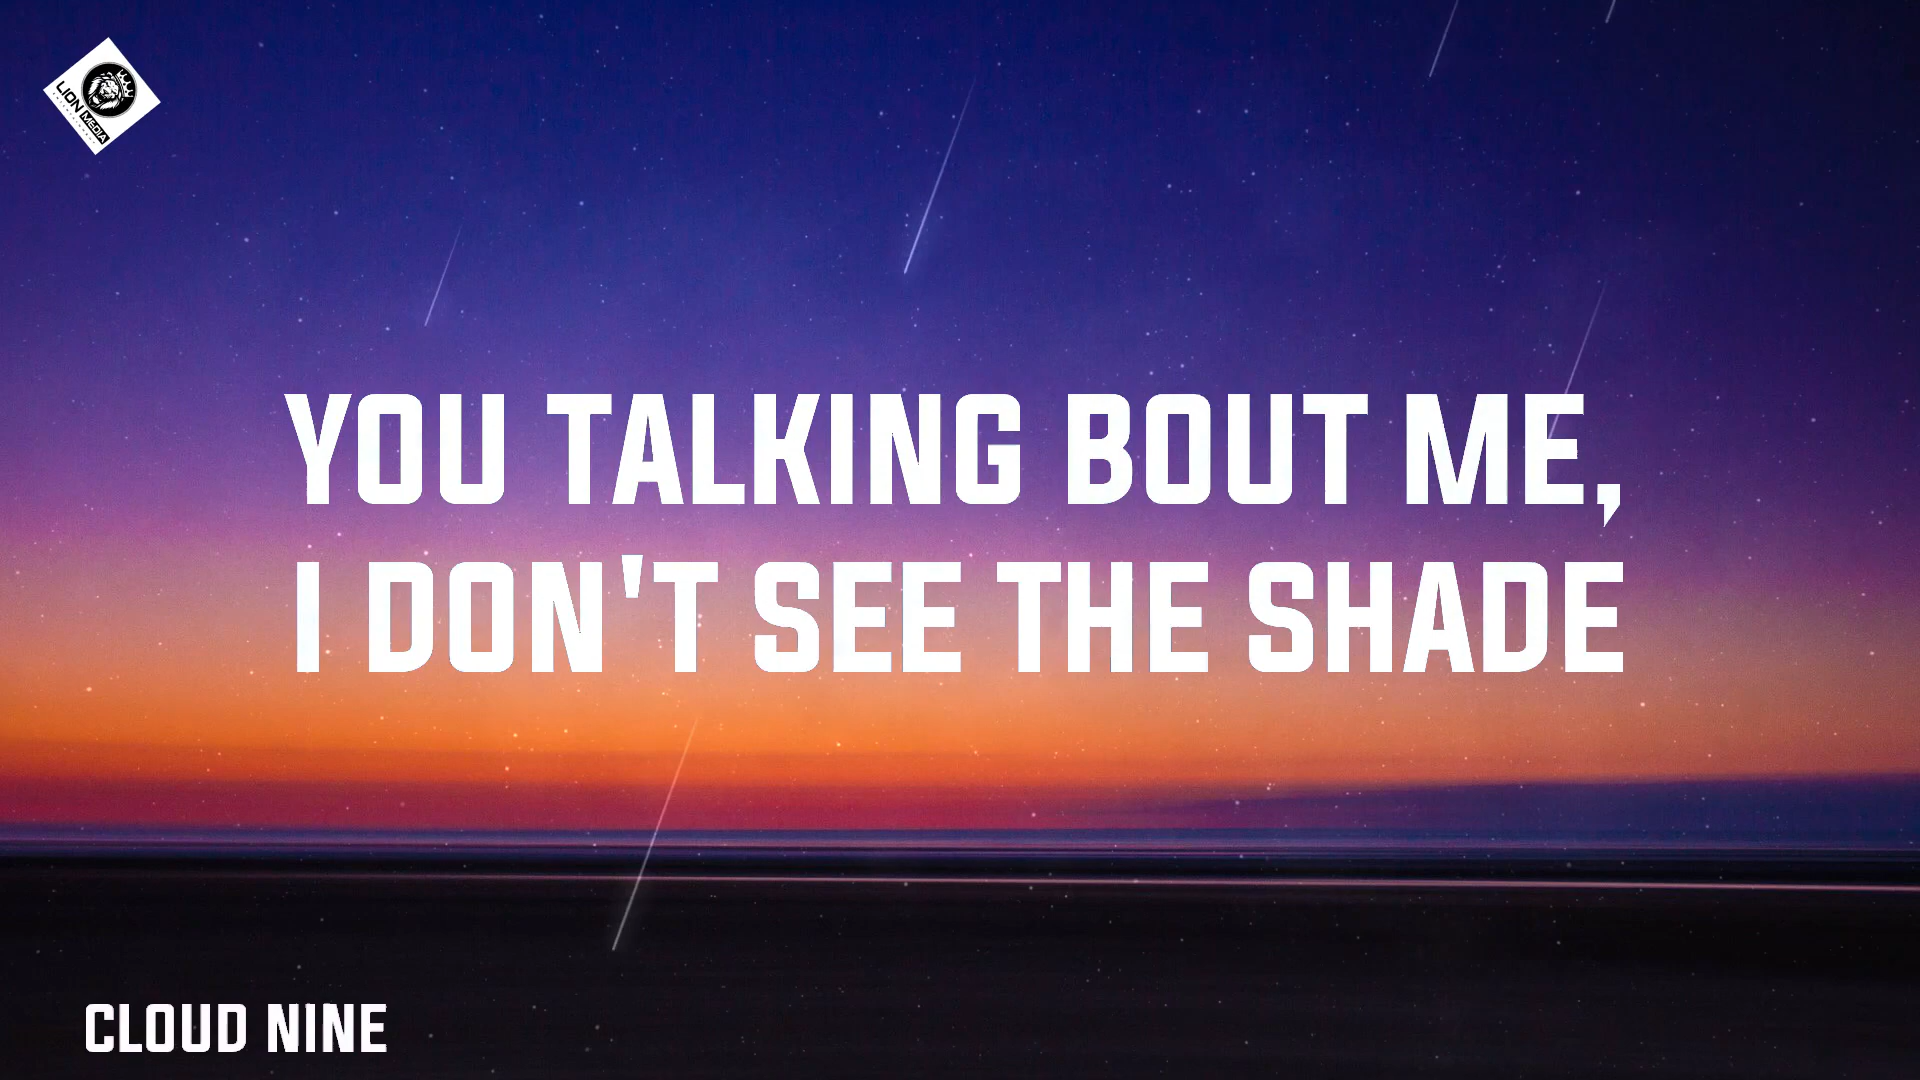 LION
MEDIA
YOU TALKING BOUT ME,
I DON'T SEE THE SHADE
CLOUD NINE